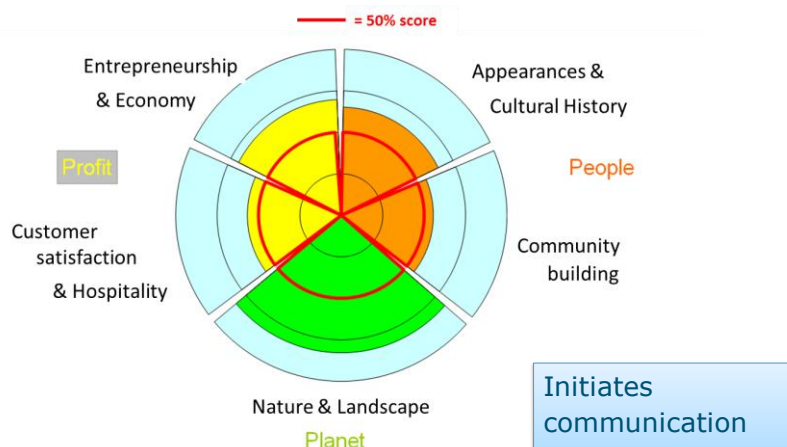 = 50% score
Entrepreneurship
& Economy
Appearances &
Cultural History
Profit
People
Customer
satisfaction
& Hospitality
Community
building
Nature & Landscape
Planet
Initiates
communication